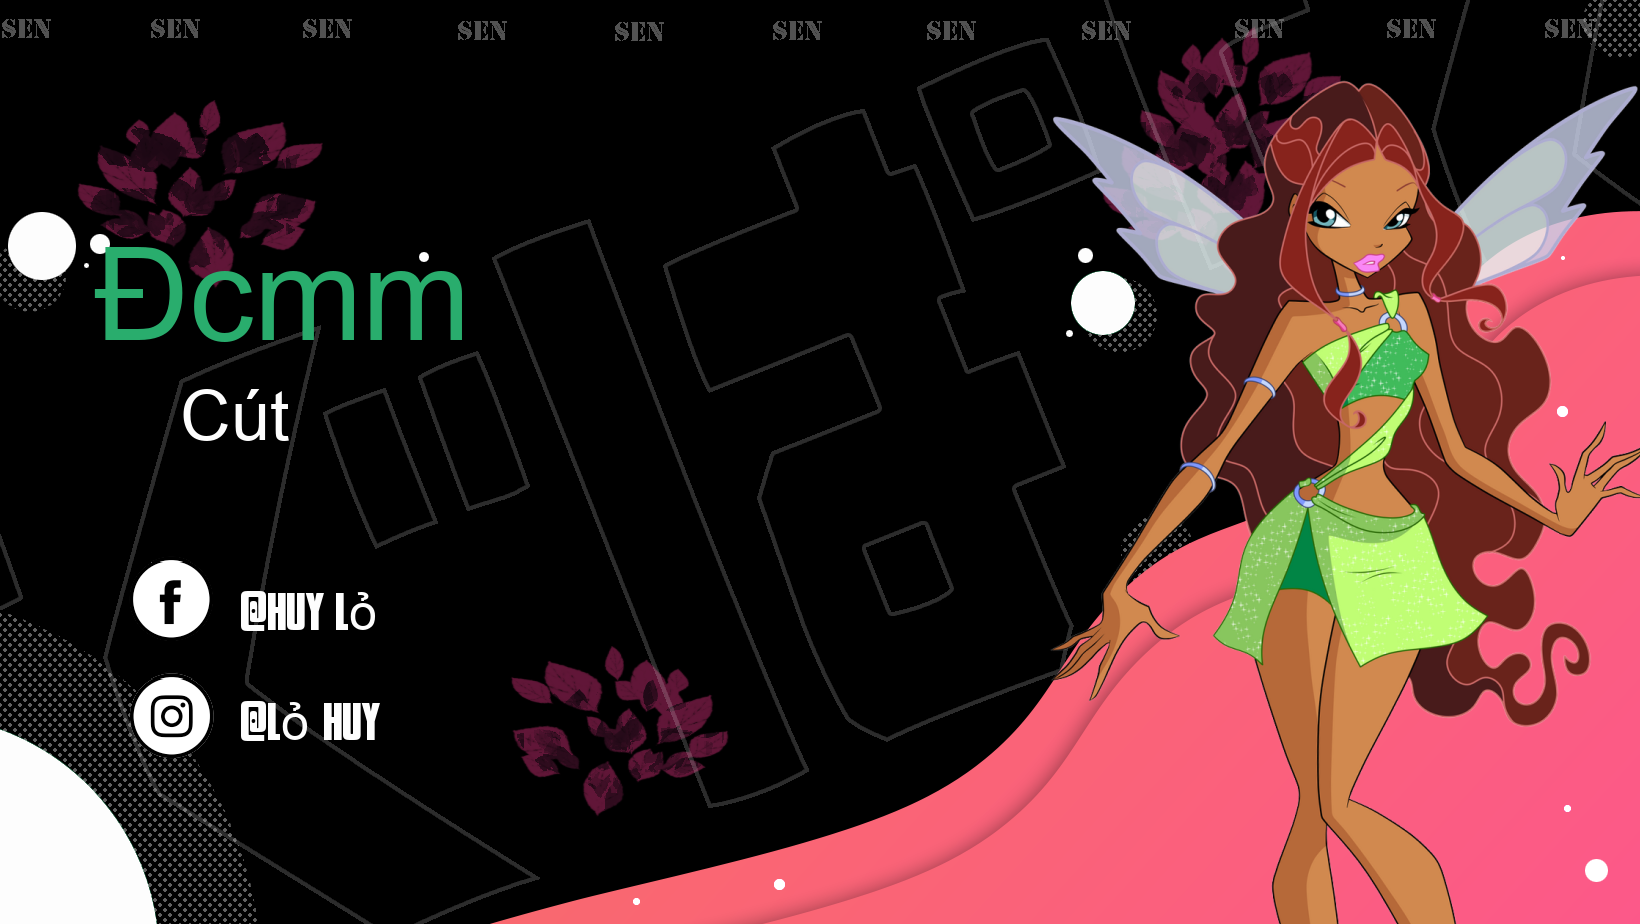 SEN SEN SEN SEN SEN SEN SEN SEN SEN SEN SEN
Đcmm
Cút
@HUY Lỏ
@Lỏ HUY